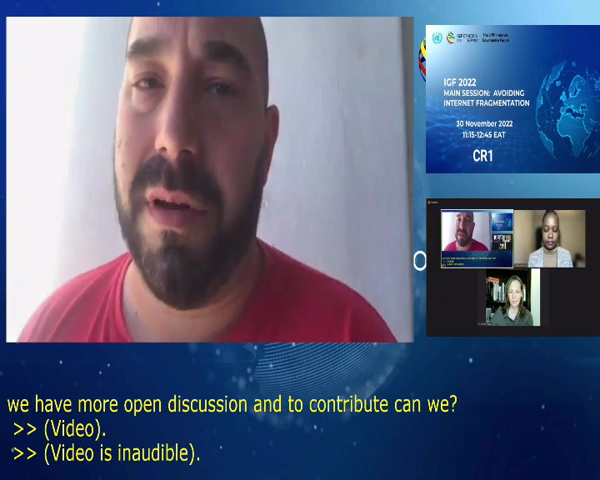 IGF 2022
MAIN SESSION: AVOIDING
INTERNET FRAGMENTATION
30 November 2022
11:15-12:45 EAT
CR1
we have more open discussion and to contribute can we?
>> (Video).
>> (Video is inaudible).